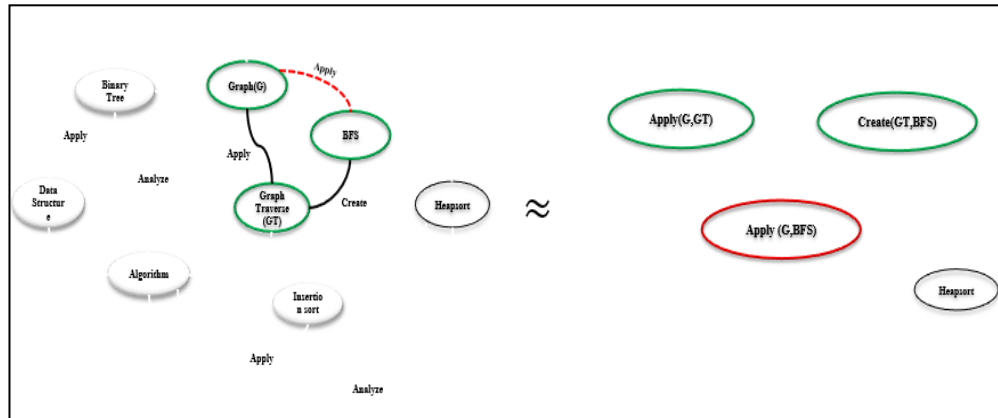 Binary
Tree
Apply
Data
Structur
e
Analyze
Algorithm
Graph(G)
Apply
BFS
Apply
Graph
Traverse
(GT)
Create
Heapsort
Insertio
n sort
Apply
Analyze
≈
Apply(G,GT)
Create(GT,BFS)
Apply (G,BFS)
Heapsort